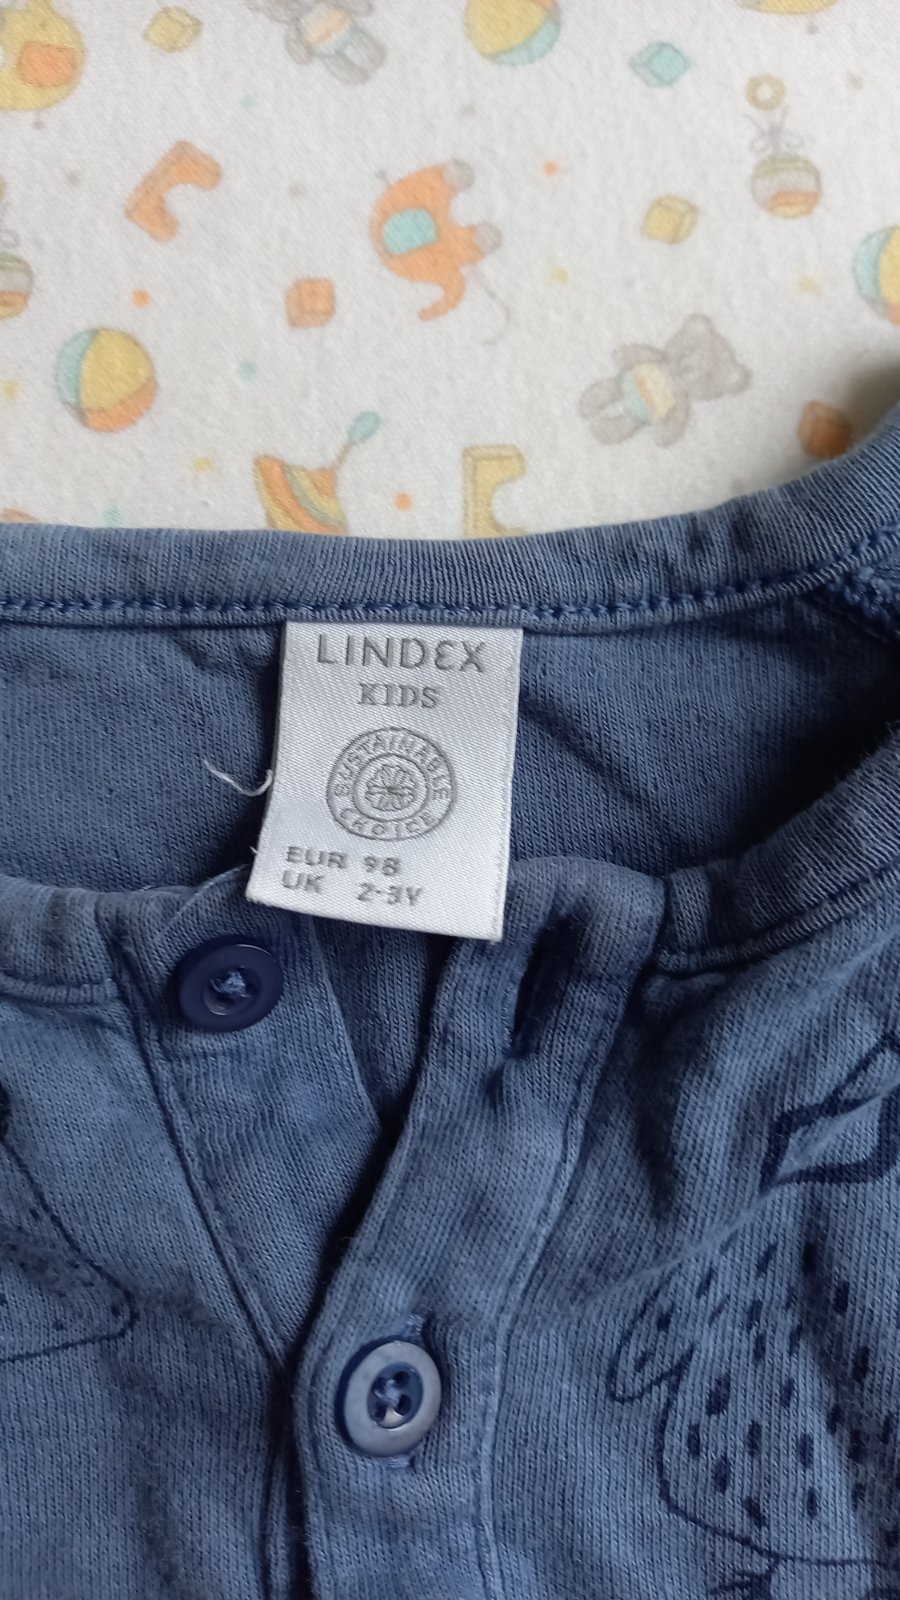 LINDEX
KIDS
SUSTAINABLE
CHOICE
EUR 98
UK 2-3Y